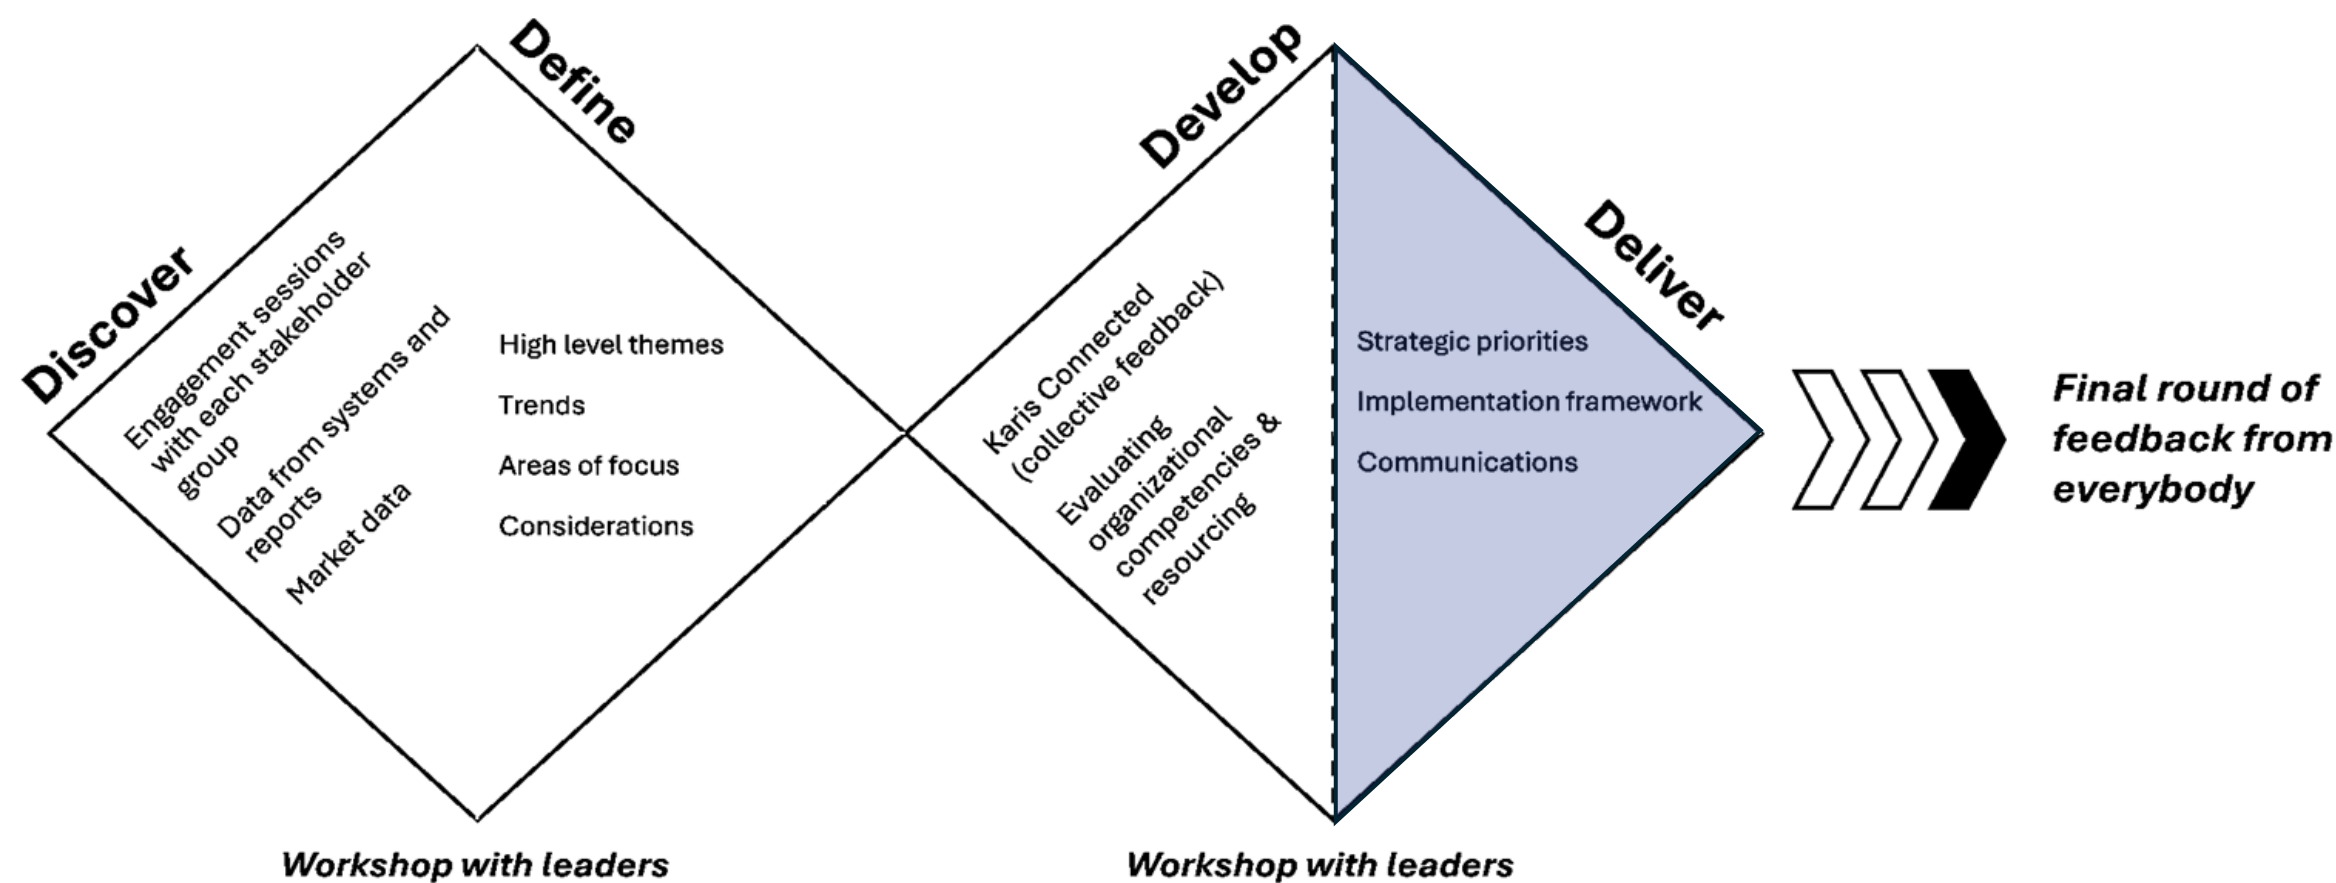 Discover
Engagement sessions
with each stakeholder
group
Data from systems and
reports
Market data
Define
High level themes
Trends
Areas of focus
Considerations
Workshop with leaders
Develop
Karis Connected
(collective feedback)
Evaluating
organizational
competencies &
resourcing
Deliver
Strategic priorities
Implementation framework
Communications
Workshop with leaders
Final round of
feedback from
everybody